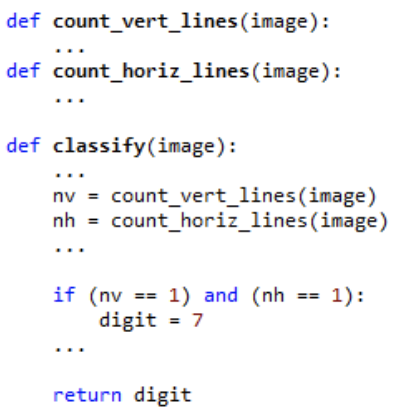 def count_vert_lines(image):
    ...
def count_horiz_lines(image):
    ...
def classify(image):
    ...
    nv = count_vert_lines(image)
    nh = count_horiz_lines(image)
    ...
    if (nv == 1) and (nh == 1):
        digit = 7
    ...
    return digit